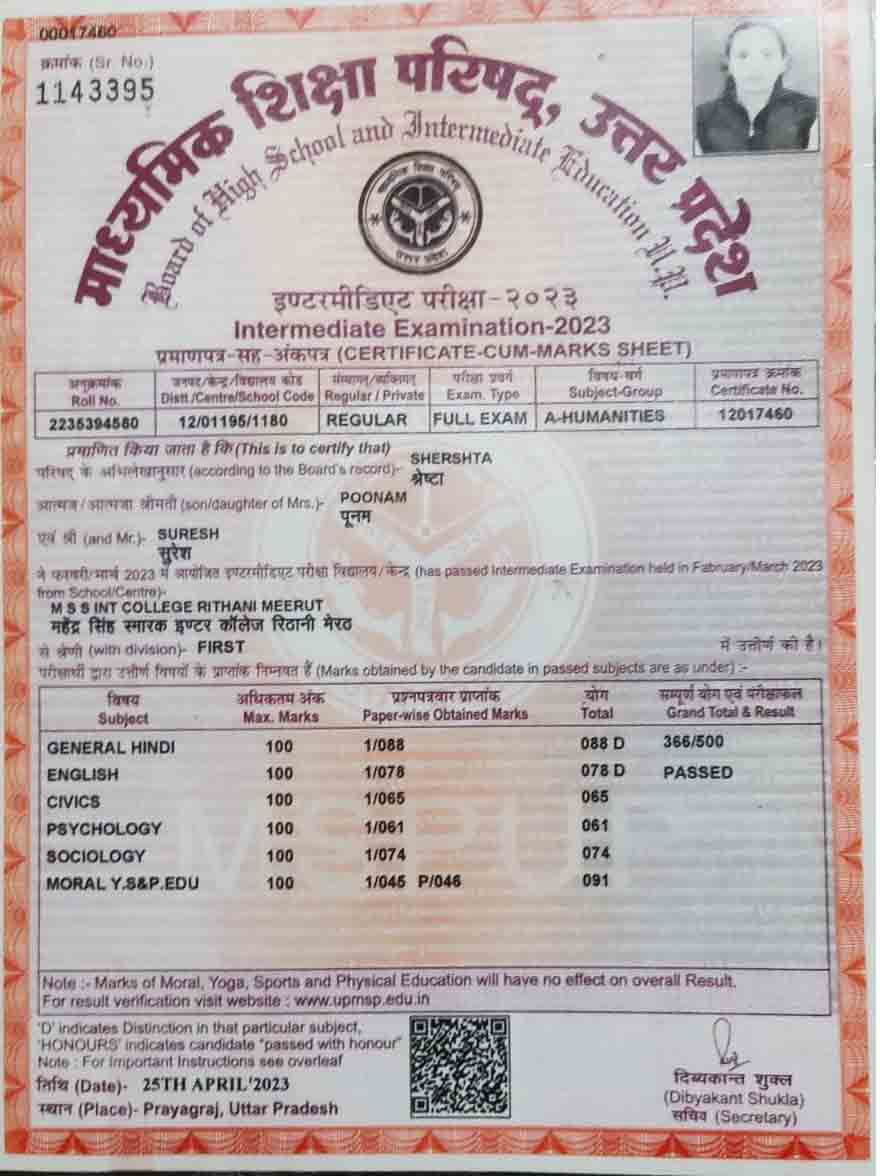 00017460
क्रमांक (Sr No.)
1143395
माध्यमिक शिक्षा परिषद्, उत्तर प्रदेश
Board of High School and Intermediate Education U.P.
माध्यमिक शिक्षा परिषद्
उत्तर प्रदेश
इण्टरमीडिएट परीक्षा-२०२३
Intermediate Examination-2023
प्रमाणपत्र-सह-अंकपत्र (CERTIFICATE-CUM-MARKS SHEET)
अनुक्रमांक जनपद/केन्द्र/विद्यालय कोड संस्थागत/व्यक्तिगत परीक्षा प्रवर्ग विषय-वर्ग प्रमाणपत्र क्रमांक
Roll No. Distt./Centre/School Code Regular / Private Exam. Type Subject-Group Certificate No.
2235394560 12/01195/1180 REGULAR FULL EXAM A-HUMANITIES 12017460
प्रमाणित किया जाता है कि (This is to certify that)
परिषद के अभिलेखानुसार (according to the Board's record)- SHERSHTA
श्रेष्टा
आत्मज/आत्मजा श्रीमती (son/daughter of Mrs.)- POONAM
पूनम
एवं श्री (and Mr.)- SURESH
सुरेश
ने फरवरी/मार्च 2023 में आयोजित इण्टरमीडिएट परीक्षा विद्यालय/केन्द्र (has passed Intermediate Examination held in Fabruary/March 2023
from School/Centre)-
M S S INT COLLEGE RITHANI MEERUT
महेंद्र सिंह स्मारक इण्टर कॉलेज रिठानी मेरठ
से श्रेणी (with division)- FIRST में उत्तीर्ण की है।
परीक्षार्थी द्वारा उत्तीर्ण विषयों के प्राप्तांक निम्नवत हैं (Marks obtained by the candidate in passed subjects are as under) :-
विषय अधिकतम अंक प्रश्नपत्रवार प्राप्तांक योग सम्पूर्ण योग एवं परीक्षाफल
Subject Max. Marks Paper-wise Obtained Marks Total Grand Total & Result
GENERAL HINDI 100 1/088 088 D 366/500
ENGLISH 100 1/078 078 D PASSED
CIVICS 100 1/065 065
PSYCHOLOGY 100 1/061 061
SOCIOLOGY 100 1/074 074
MORAL Y.S&P.EDU 100 1/045 P/046 091
MSPUP
Note :- Marks of Moral, Yoga, Sports and Physical Education will have no effect on overall Result.
For result verification visit website : www.upmsp.edu.in
'D' indicates Distinction in that particular subject,
'HONOURS' indicates candidate "passed with honour"
Note : For Important Instructions see overleaf
तिथि (Date)- 25TH APRIL'2023
स्थान (Place)- Prayagraj, Uttar Pradesh
दिब्यकान्त शुक्ल
(Dibyakant Shukla)
सचिव (Secretary)